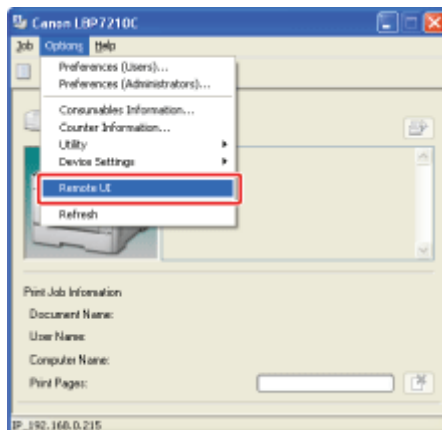 Canon LBP7210C
Job Options Help
Preferences (Users)...
Preferences (Administrators)...
Consumables Information...
Counter Information...
Utility
Device Settings
Remote UI
Refresh
Print Job Information
Document Name:
User Name:
Computer Name:
Print Pages:
IP_192.168.0.215